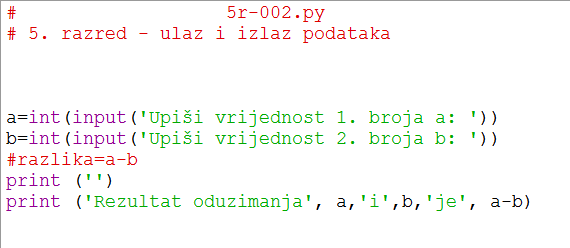 #                    5r-002.py
# 5. razred - ulaz i izlaz podataka
a=int(input('Upiši vrijednost 1. broja a: '))
b=int(input('Upiši vrijednost 2. broja b: '))
#razlika=a-b
print ('')
print ('Rezultat oduzimanja', a,'i',b,'je', a-b)